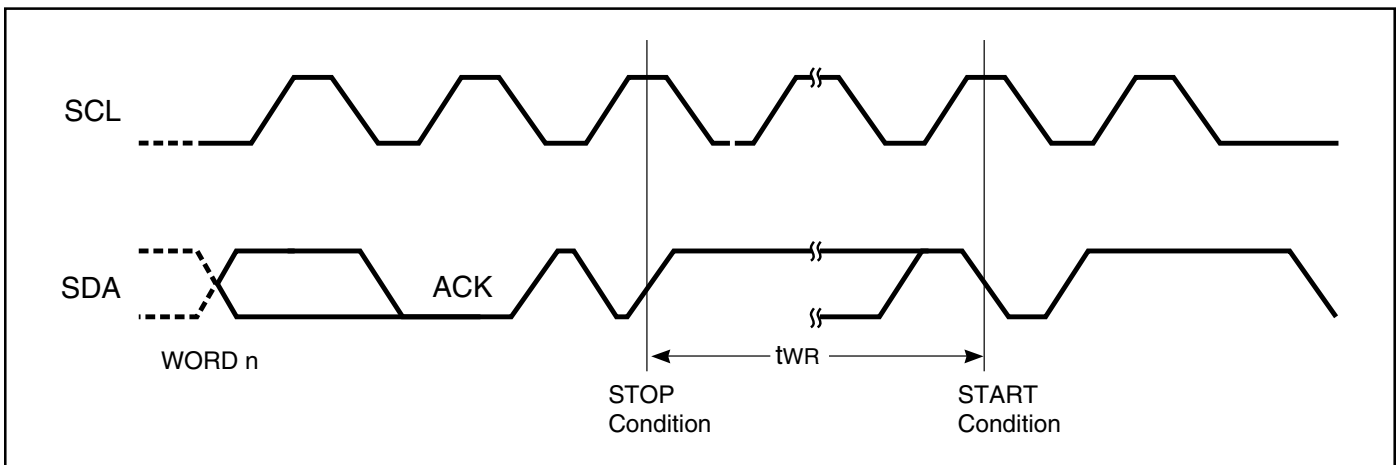 SCL
SDA
ACK
WORD n
tWR
STOP
Condition
START
Condition